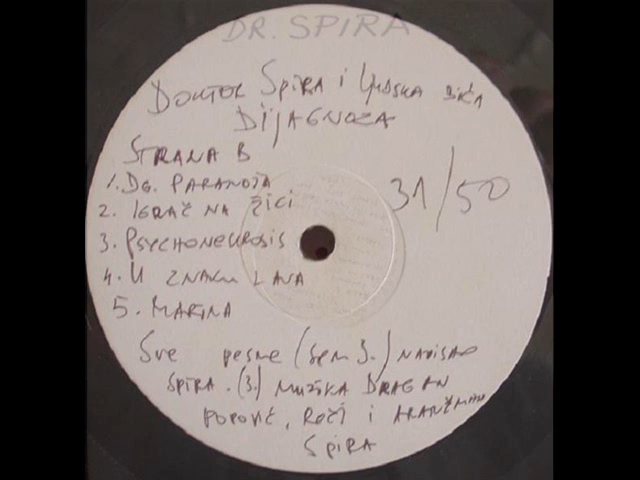 DR. SPIRA
DOKTOR SPIRA I LJUDSKA BIĆA
DIJAGNOZA
STRANA B
1. DG. PARANOJA
2. IGRAČ NA ŽICI
3. PSYCHONEUROSIS
4. U ZNAKU LAVA
5. MARINA
31/50
SVE PESME (SEM 3.) NAPISAO
SPIRA. (3.) MUZIKA DRAGAN
POPOVIĆ, REČI I ARANŽMAN
SPIRA